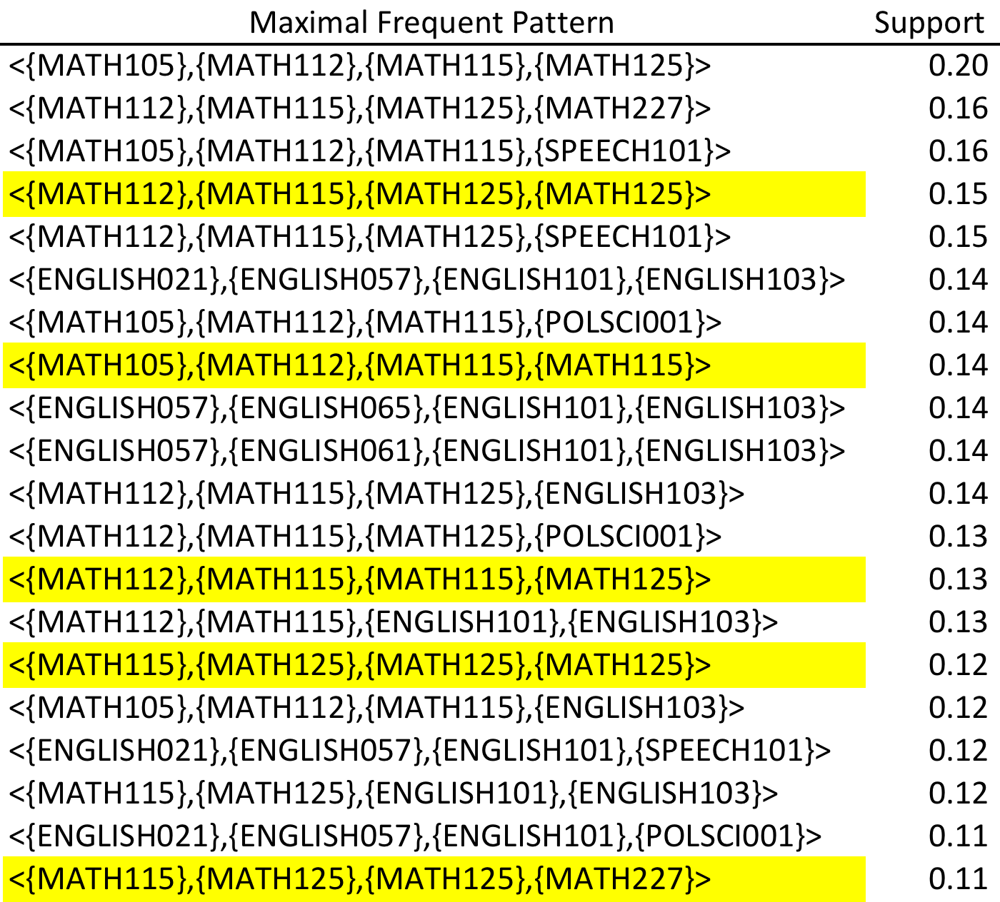 Maximal Frequent Pattern Support
<{MATH105},{MATH112},{MATH115},{MATH125}> 0.20
<{MATH112},{MATH115},{MATH125},{MATH227}> 0.16
<{MATH105},{MATH112},{MATH115},{SPEECH101}> 0.16
<{MATH112},{MATH115},{MATH125},{MATH125}> 0.15
<{MATH112},{MATH115},{MATH125},{SPEECH101}> 0.15
<{ENGLISH021},{ENGLISH057},{ENGLISH101},{ENGLISH103}> 0.14
<{MATH105},{MATH112},{MATH115},{POLSCI001}> 0.14
<{MATH105},{MATH112},{MATH115},{MATH115}> 0.14
<{ENGLISH057},{ENGLISH065},{ENGLISH101},{ENGLISH103}> 0.14
<{ENGLISH057},{ENGLISH061},{ENGLISH101},{ENGLISH103}> 0.14
<{MATH112},{MATH115},{MATH125},{ENGLISH103}> 0.14
<{MATH112},{MATH115},{MATH125},{POLSCI001}> 0.13
<{MATH112},{MATH115},{MATH115},{MATH125}> 0.13
<{MATH112},{MATH115},{ENGLISH101},{ENGLISH103}> 0.13
<{MATH115},{MATH125},{MATH125},{MATH125}> 0.12
<{MATH105},{MATH112},{MATH115},{ENGLISH103}> 0.12
<{ENGLISH021},{ENGLISH057},{ENGLISH101},{SPEECH101}> 0.12
<{MATH115},{MATH125},{ENGLISH101},{ENGLISH103}> 0.12
<{ENGLISH021},{ENGLISH057},{ENGLISH101},{POLSCI001}> 0.11
<{MATH115},{MATH125},{MATH125},{MATH227}> 0.11